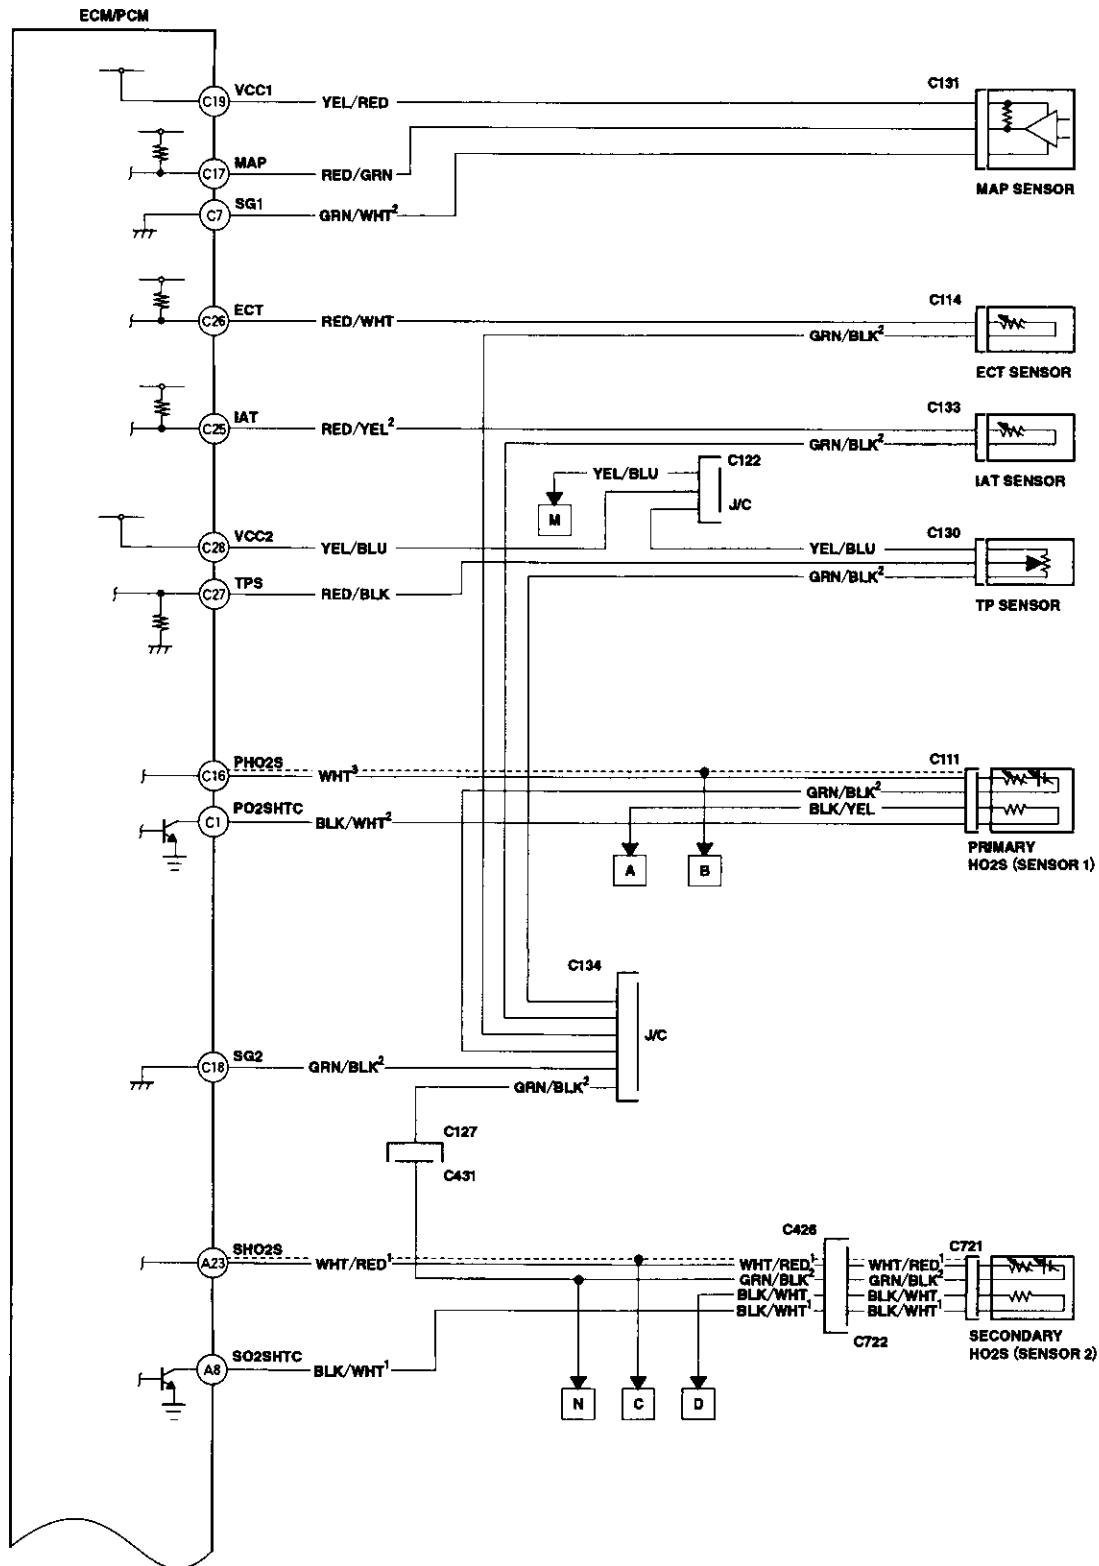 ECM/PCM
C19 VCC1 YEL/RED C131
C17 MAP RED/GRN
MAP SENSOR
C7 SG1 GRN/WHT²
C26 ECT RED/WHT C114
GRN/BLK²
ECT SENSOR
C25 IAT RED/YEL² C133
GRN/BLK²
IAT SENSOR
C122
YEL/BLU
J/C
M
C28 VCC2 YEL/BLU YEL/BLU C130
C27 TPS RED/BLK GRN/BLK²
TP SENSOR
C16 PHO2S WHT³ C111
GRN/BLK²
BLK/YEL
C1 PO2SHTC BLK/WHT²
PRIMARY
HO2S (SENSOR 1)
A B
C134
J/C
C18 SG2 GRN/BLK²
GRN/BLK²
C127
C431
C426 C721
A23 SHO2S WHT/RED¹ WHT/RED¹ WHT/RED¹
GRN/BLK² GRN/BLK²
BLK/WHT BLK/WHT
BLK/WHT¹ BLK/WHT¹
C722
SECONDARY
HO2S (SENSOR 2)
A8 SO2SHTC BLK/WHT¹
N C D